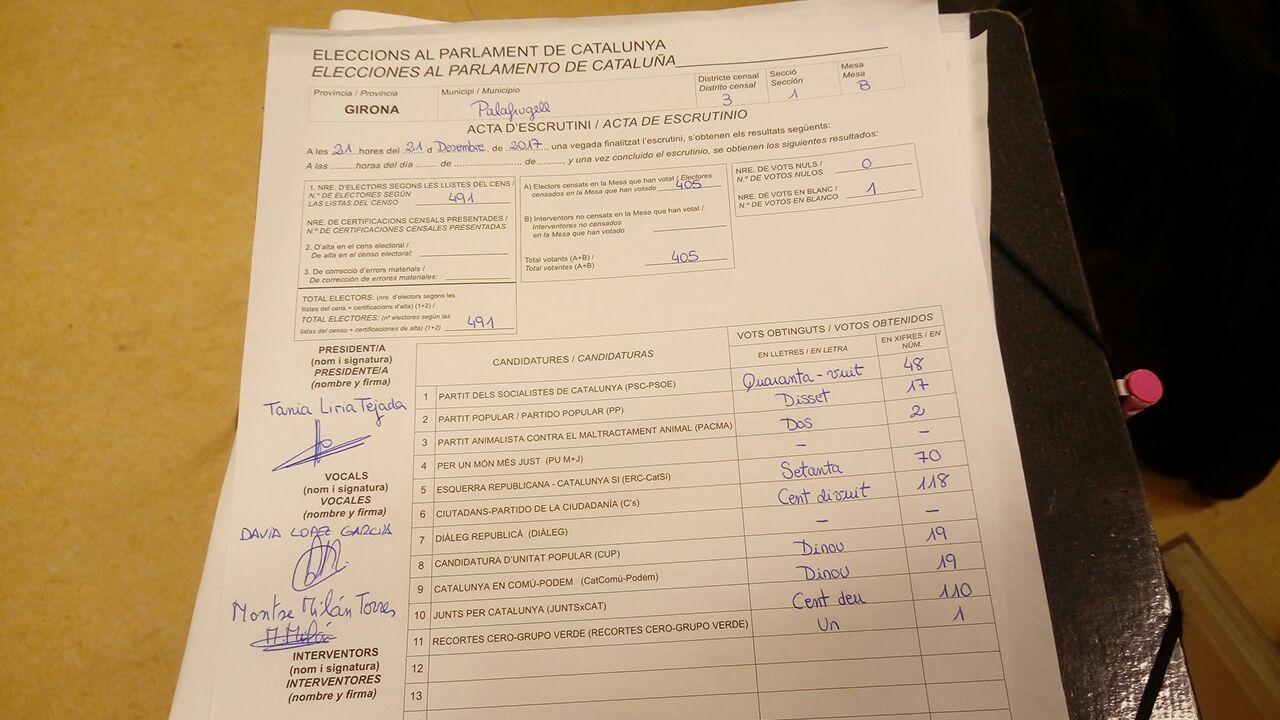 ELECCIONS AL PARLAMENT DE CATALUNYA
ELECCIONES AL PARLAMENTO DE CATALUÑA
Província / Provincia
GIRONA
Municipi / Municipio
Palafrugell
Districte censal
Distrito censal
3
Secció
Sección
1
Mesa
Mesa
B
ACTA D'ESCRUTINI / ACTA DE ESCRUTINIO
A les 21 hores del 21 d Desembre de 2017, una vegada finalitzat l'escrutini, s'obtenen els resultats següents:
A las .........horas del día ........ de .......................... de ........, y una vez concluido el escrutinio, se obtienen los siguientes resultados:
1. NRE. D'ELECTORS SEGONS LES LLISTES DEL CENS /
N.º DE ELECTORES SEGÚN
LAS LISTAS DEL CENSO 491
NRE. DE CERTIFICACIONS CENSALS PRESENTADES /
N.º DE CERTIFICACIONES CENSALES PRESENTADAS
2. D'alta en el cens electoral /
De alta en el censo electoral:
3. De correcció d'errors materials /
De corrección de errores materiales:
TOTAL ELECTORS: (nre. d'electors segons les
llistes del cens + certificacions d'alta) (1+2) /
TOTAL ELECTORES: (nº electores según las
listas del censo + certificaciones de alta) (1+2) 491
A) Electors censats en la Mesa que han votat / Electores
censados en la Mesa que han votado 405
B) Interventors no censats en la Mesa que han votat /
Interventores no censados
en la Mesa que han votado
Total votants (A+B) /
Total votantes (A+B) 405
NRE. DE VOTS NULS /
N.º DE VOTOS NULOS 0
NRE. DE VOTS EN BLANC /
N.º DE VOTOS EN BLANCO 1
PRESIDENT/A
(nom i signatura)
PRESIDENTE/A
(nombre y firma)
Tania Liria Tejada
VOCALS
(nom i signatura)
VOCALES
(nombre y firma)
DAVID LOPEZ GARCIA
Montse Milán Torres
M. Milán
INTERVENTORS
(nom i signatura)
INTERVENTORES
(nombre y firma)
CANDIDATURES / CANDIDATURAS
VOTS OBTINGUTS / VOTOS OBTENIDOS
EN LLETRES / EN LETRA
EN XIFRES / EN NÚM.
1 PARTIT DELS SOCIALISTES DE CATALUNYA (PSC-PSOE) Quaranta-vuit 48
2 PARTIT POPULAR / PARTIDO POPULAR (PP) Disset 17
3 PARTIT ANIMALISTA CONTRA EL MALTRACTAMENT ANIMAL (PACMA) Dos 2
4 PER UN MÓN MÉS JUST (PU M+J) – –
5 ESQUERRA REPUBLICANA - CATALUNYA SI (ERC-CatSi) Setanta 70
6 CIUTADANS-PARTIDO DE LA CIUDADANÍA (C's) Cent divuit 118
7 DIÀLEG REPUBLICÀ (DIÀLEG) – –
8 CANDIDATURA D'UNITAT POPULAR (CUP) Dinou 19
9 CATALUNYA EN COMÚ-PODEM (CatComú-Podem) Dinou 19
10 JUNTS PER CATALUNYA (JUNTSxCAT) Cent deu 110
11 RECORTES CERO-GRUPO VERDE (RECORTES CERO-GRUPO VERDE) Un 1
12
13